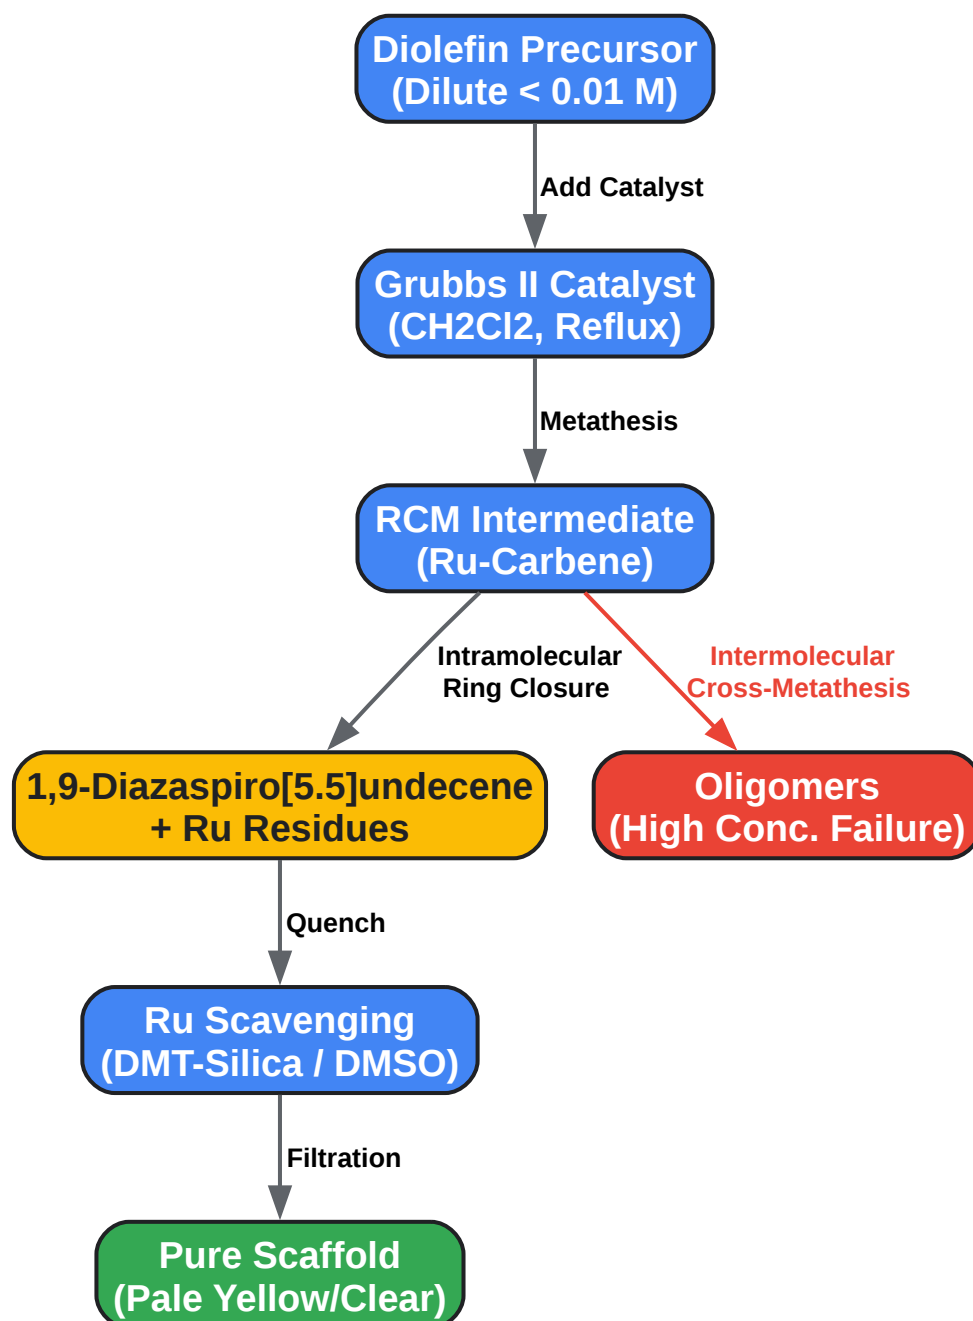 Diolefin Precursor
(Dilute < 0.01 M)
Add Catalyst
Grubbs II Catalyst
(CH2Cl2, Reflux)
Metathesis
RCM Intermediate
(Ru-Carbene)
Intramolecular
Ring Closure
Intermolecular
Cross-Metathesis
1,9-Diazaspiro[5.5]undecene
+ Ru Residues
Oligomers
(High Conc. Failure)
Quench
Ru Scavenging
(DMT-Silica / DMSO)
Filtration
Pure Scaffold
(Pale Yellow/Clear)